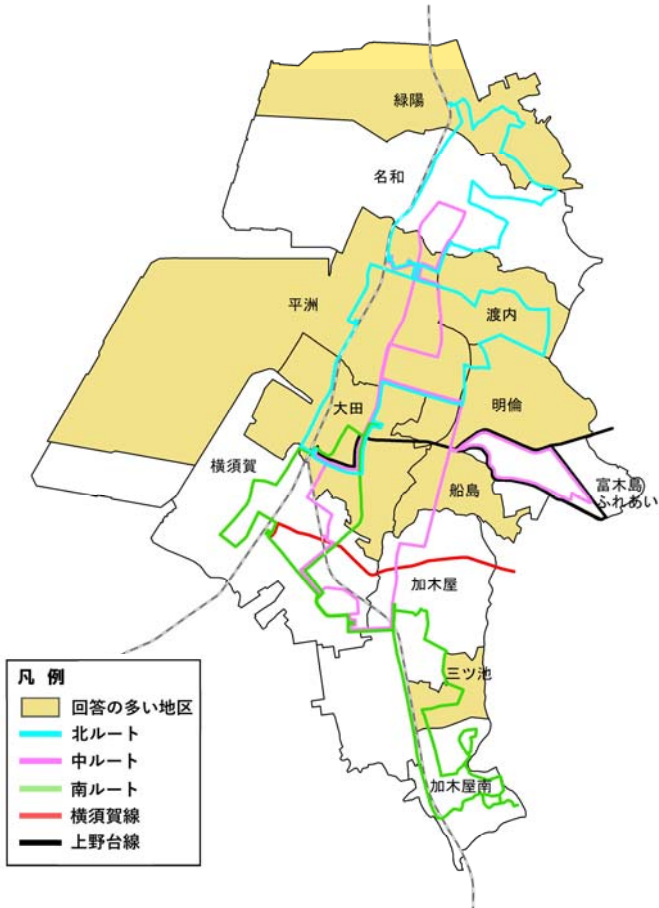 緑陽
名和
平洲
渡内
大田
明倫
横須賀
船島
富木島
ふれあい
加木屋
三ツ池
加木屋南
凡 例
回答の多い地区
北ルート
中ルート
南ルート
横須賀線
上野台線